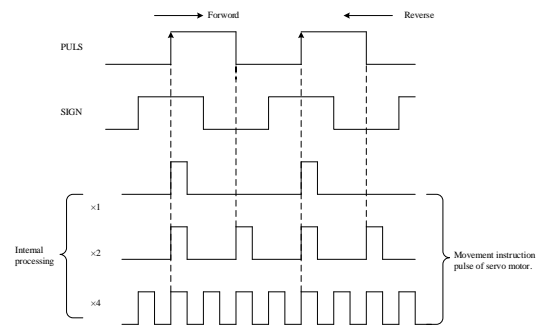 Forword
Reverse
PULS
SIGN
×1
×2
×4
Internal
processing
Movement instruction
pulse of servo motor.